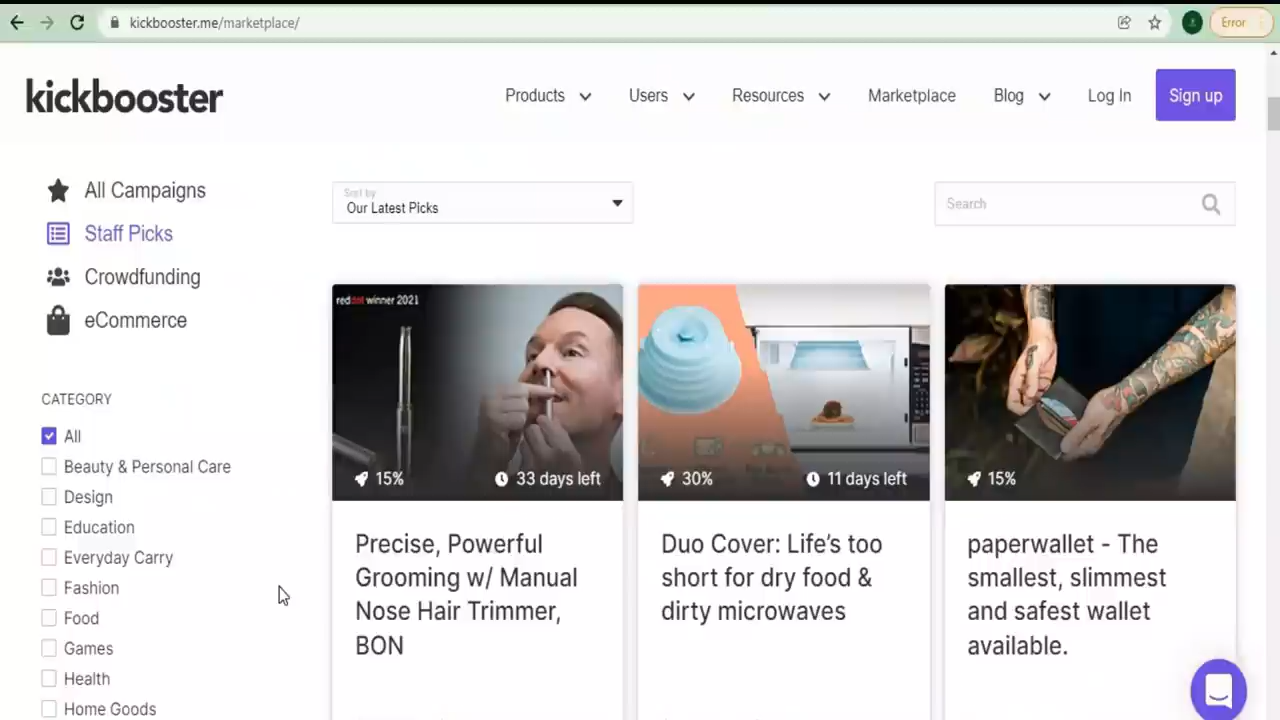 kickbooster.me/marketplace/
Error
kickbooster
Products
Users
Resources
Marketplace
Blog
Log In
Sign up
All Campaigns
Staff Picks
Crowdfunding
eCommerce
Sort by
Our Latest Picks
Search
CATEGORY
All
Beauty & Personal Care
Design
Education
Everyday Carry
Fashion
Food
Games
Health
Home Goods
reddot winner 2021
15%
33 days left
Precise, Powerful
Grooming w/ Manual
Nose Hair Trimmer,
BON
30%
11 days left
Duo Cover: Life's too
short for dry food &
dirty microwaves
15%
paperwallet - The
smallest, slimmest
and safest wallet
available.